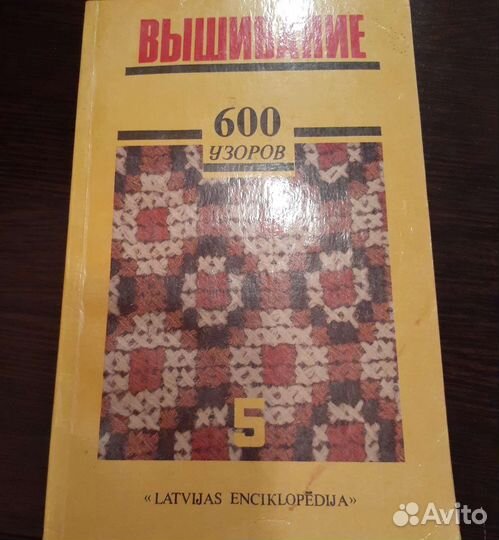 ВЫШИВАНИЕ
600
УЗОРОВ
5
« LATVIJAS ENCIKLOPĒDIJA»
Avito